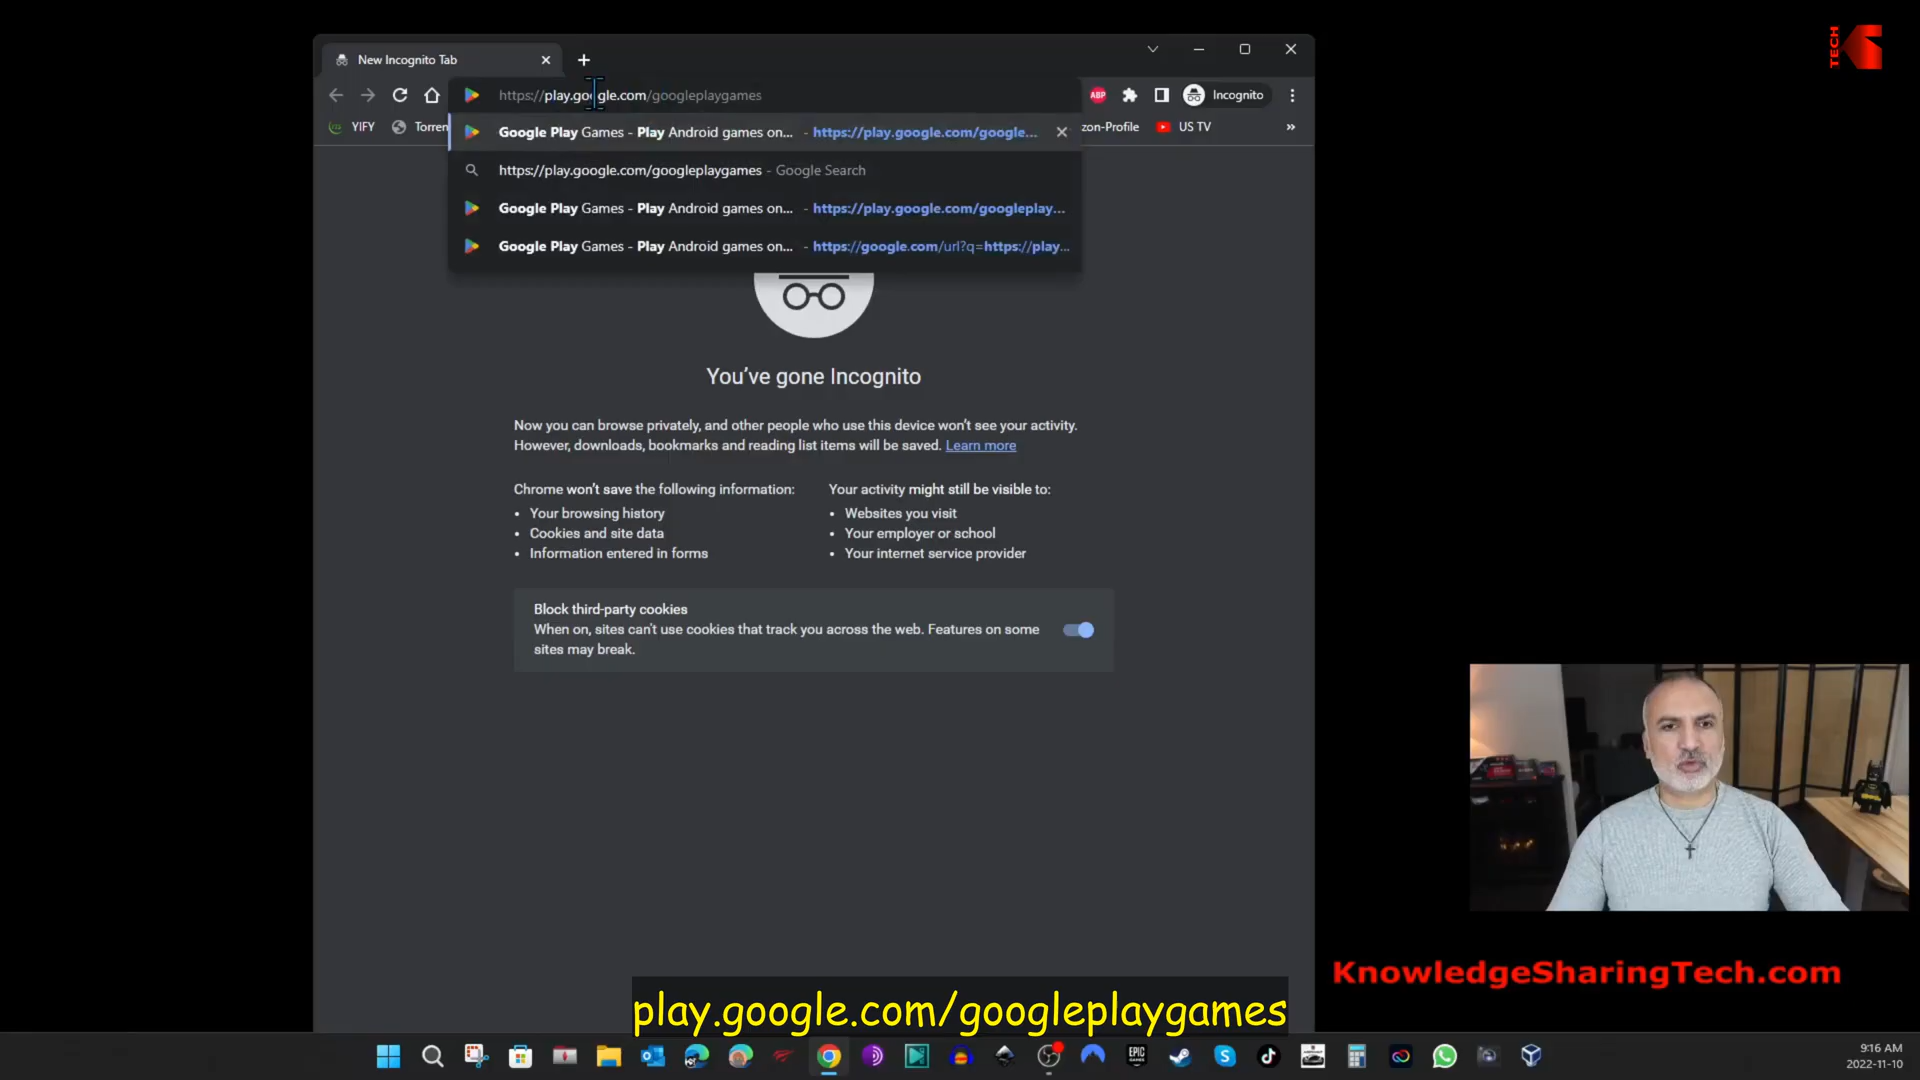 TECH
New Incognito Tab
https://play.google.com/googleplaygames
ABP
Incognito
YIFY
Torren
zon-Profile
US TV
»
Google Play Games - Play Android games on... - https://play.google.com/google...
https://play.google.com/googleplaygames - Google Search
Google Play Games - Play Android games on... - https://play.google.com/googleplay...
Google Play Games - Play Android games on... - https://google.com/url?q=https://play...
You've gone Incognito
Now you can browse privately, and other people who use this device won't see your activity.
However, downloads, bookmarks and reading list items will be saved. Learn more
Chrome won't save the following information:
• Your browsing history
• Cookies and site data
• Information entered in forms
Your activity might still be visible to:
• Websites you visit
• Your employer or school
• Your internet service provider
Block third-party cookies
When on, sites can't use cookies that track you across the web. Features on some
sites may break.
KnowledgeSharingTech.com
play.google.com/googleplaygames
EPIC
GAMES
9:16 AM
2022-11-10